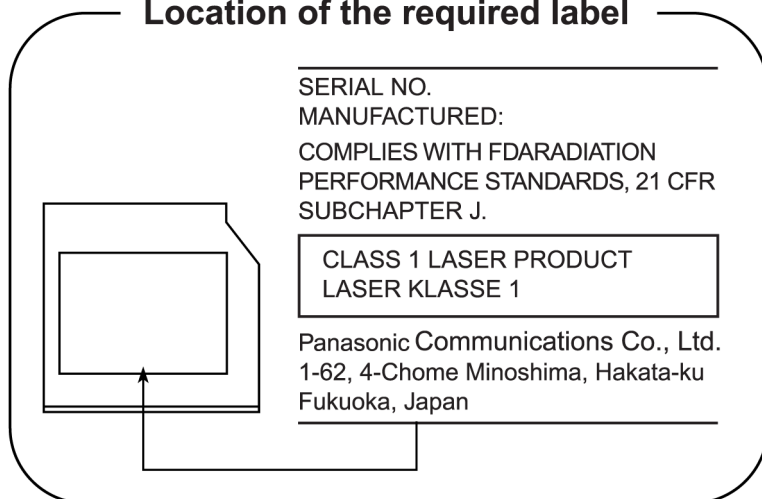 Location of the required label
SERIAL NO.
MANUFACTURED:
COMPLIES WITH FDARADIATION
PERFORMANCE STANDARDS, 21 CFR
SUBCHAPTER J.
CLASS 1 LASER PRODUCT
LASER KLASSE 1
Panasonic Communications Co., Ltd.
1-62, 4-Chome Minoshima, Hakata-ku
Fukuoka, Japan